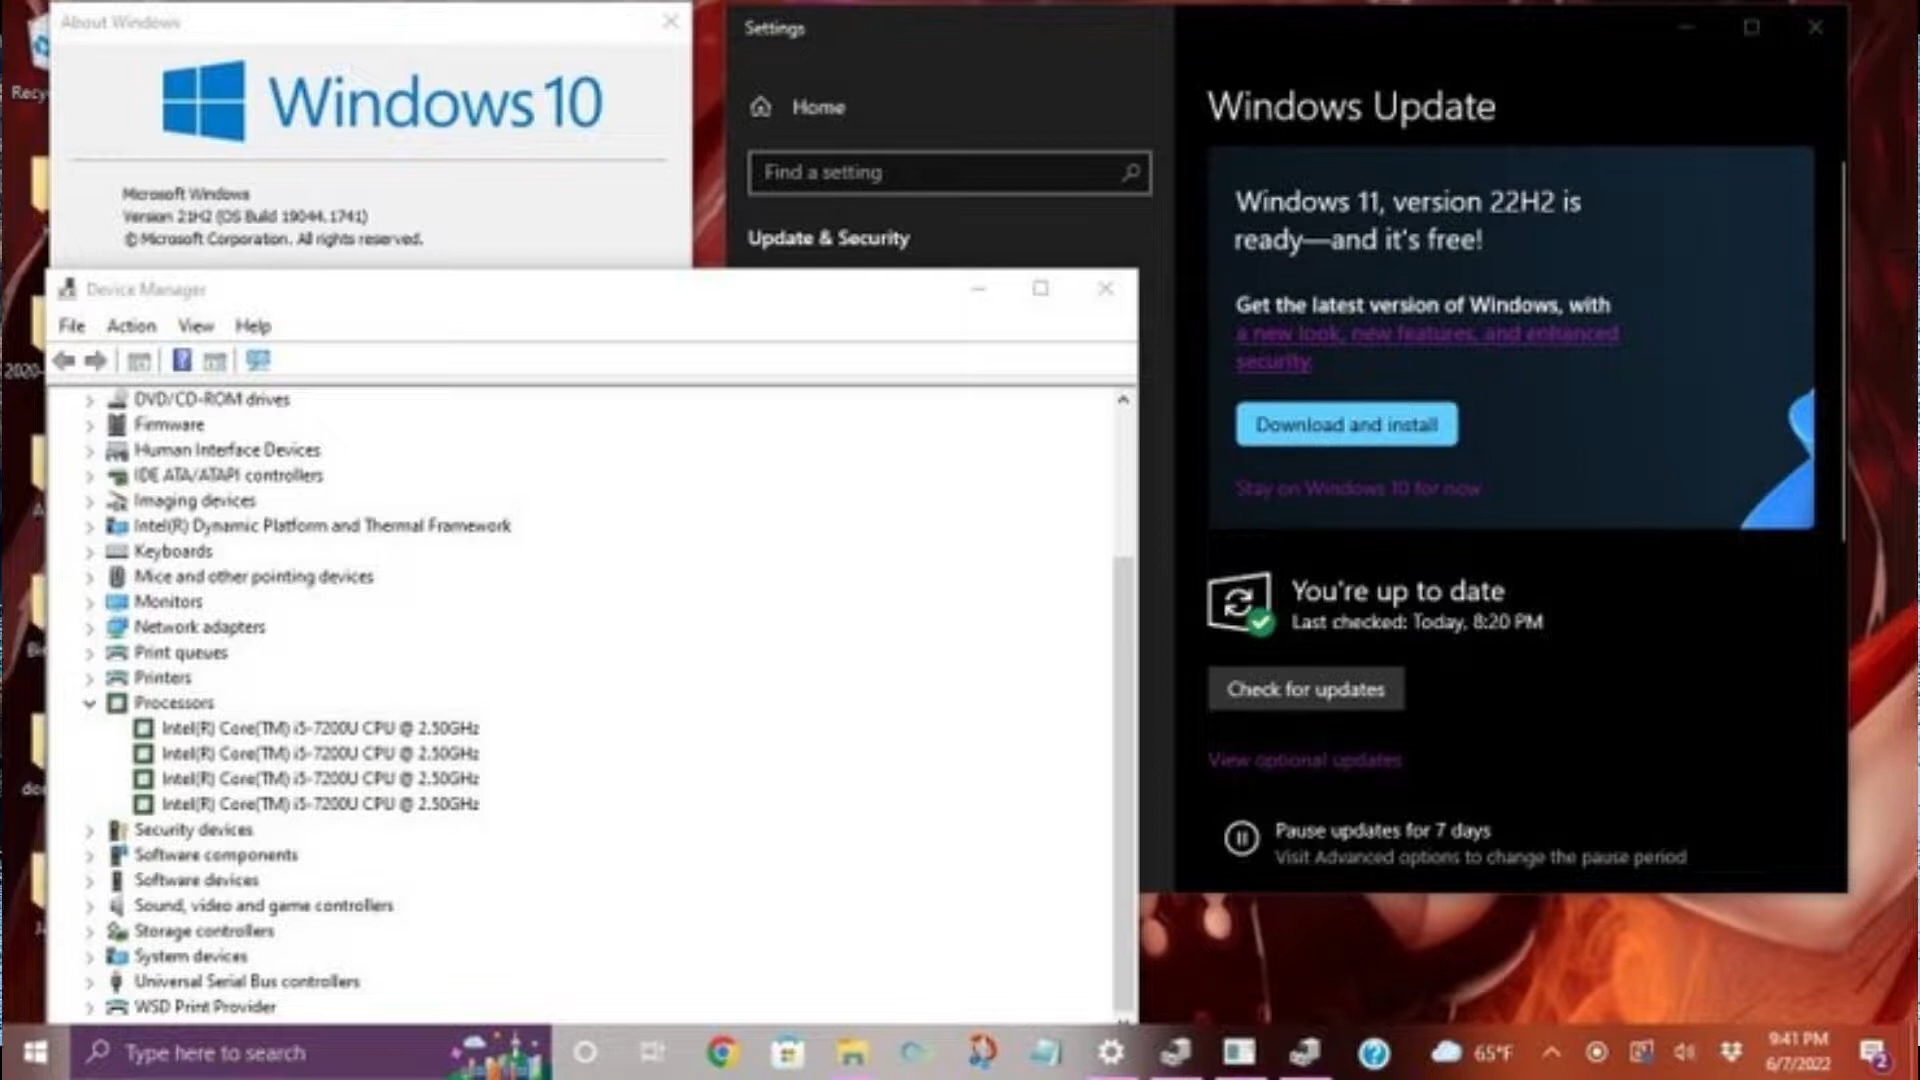 About Windows
Windows 10
Microsoft Windows
Version 21H2 (OS Build 19044.1741)
© Microsoft Corporation. All rights reserved.
Settings
Home
Find a setting
Update & Security
Windows Update
Windows 11, version 22H2 is
ready—and it's free!
Get the latest version of Windows, with
a new look, new features, and enhanced
security.
Download and install
Stay on Windows 10 for now
You're up to date
Last checked: Today, 8:20 PM
Check for updates
View optional updates
Pause updates for 7 days
Visit Advanced options to change the pause period
Device Manager
File Action View Help
DVD/CD-ROM drives
Firmware
Human Interface Devices
IDE ATA/ATAPI controllers
Imaging devices
Intel(R) Dynamic Platform and Thermal Framework
Keyboards
Mice and other pointing devices
Monitors
Network adapters
Print queues
Printers
Processors
Intel(R) Core(TM) i5-7200U CPU @ 2.50GHz
Intel(R) Core(TM) i5-7200U CPU @ 2.50GHz
Intel(R) Core(TM) i5-7200U CPU @ 2.50GHz
Intel(R) Core(TM) i5-7200U CPU @ 2.50GHz
Security devices
Software components
Software devices
Sound, video and game controllers
Storage controllers
System devices
Universal Serial Bus controllers
WSD Print Provider
Recy
2020-
Type here to search
65°F
9:41 PM
6/7/2022
2